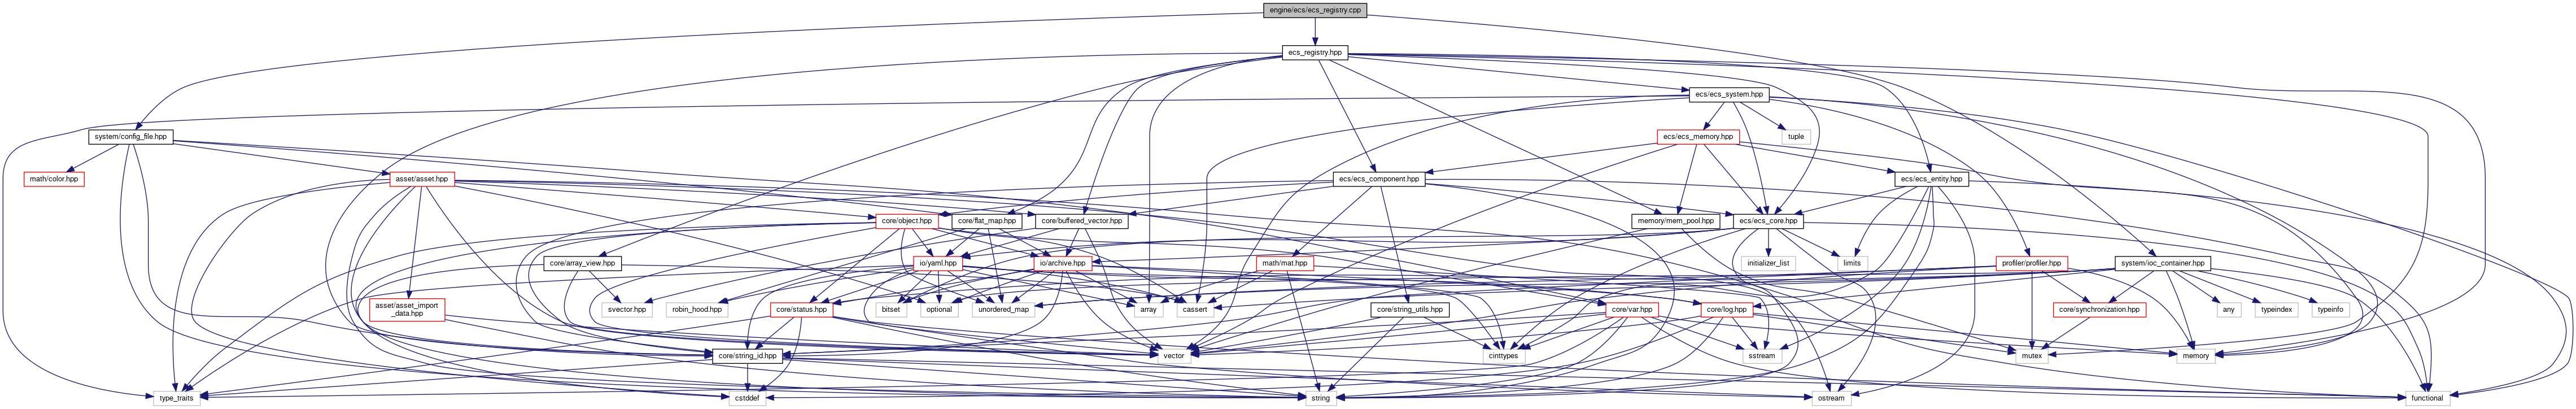 engine/ecs/ecs_registry.cpp
ecs_registry.hpp
ecs/ecs_system.hpp
system/config_file.hpp
ecs/ecs_memory.hpp
tuple
math/color.hpp
asset/asset.hpp
ecs/ecs_component.hpp
ecs/ecs_entity.hpp
core/object.hpp
core/flat_map.hpp
core/buffered_vector.hpp
memory/mem_pool.hpp
ecs/ecs_core.hpp
core/array_view.hpp
io/yaml.hpp
io/archive.hpp
math/mat.hpp
initializer_list
limits
profiler/profiler.hpp
system/ioc_container.hpp
asset/asset_import
_data.hpp
svector.hpp
robin_hood.hpp
core/status.hpp
bitset
optional
unordered_map
array
cassert
core/string_utils.hpp
core/var.hpp
core/log.hpp
core/synchronization.hpp
any
typeindex
typeinfo
core/string_id.hpp
vector
cinttypes
sstream
mutex
memory
type_traits
cstddef
string
ostream
functional